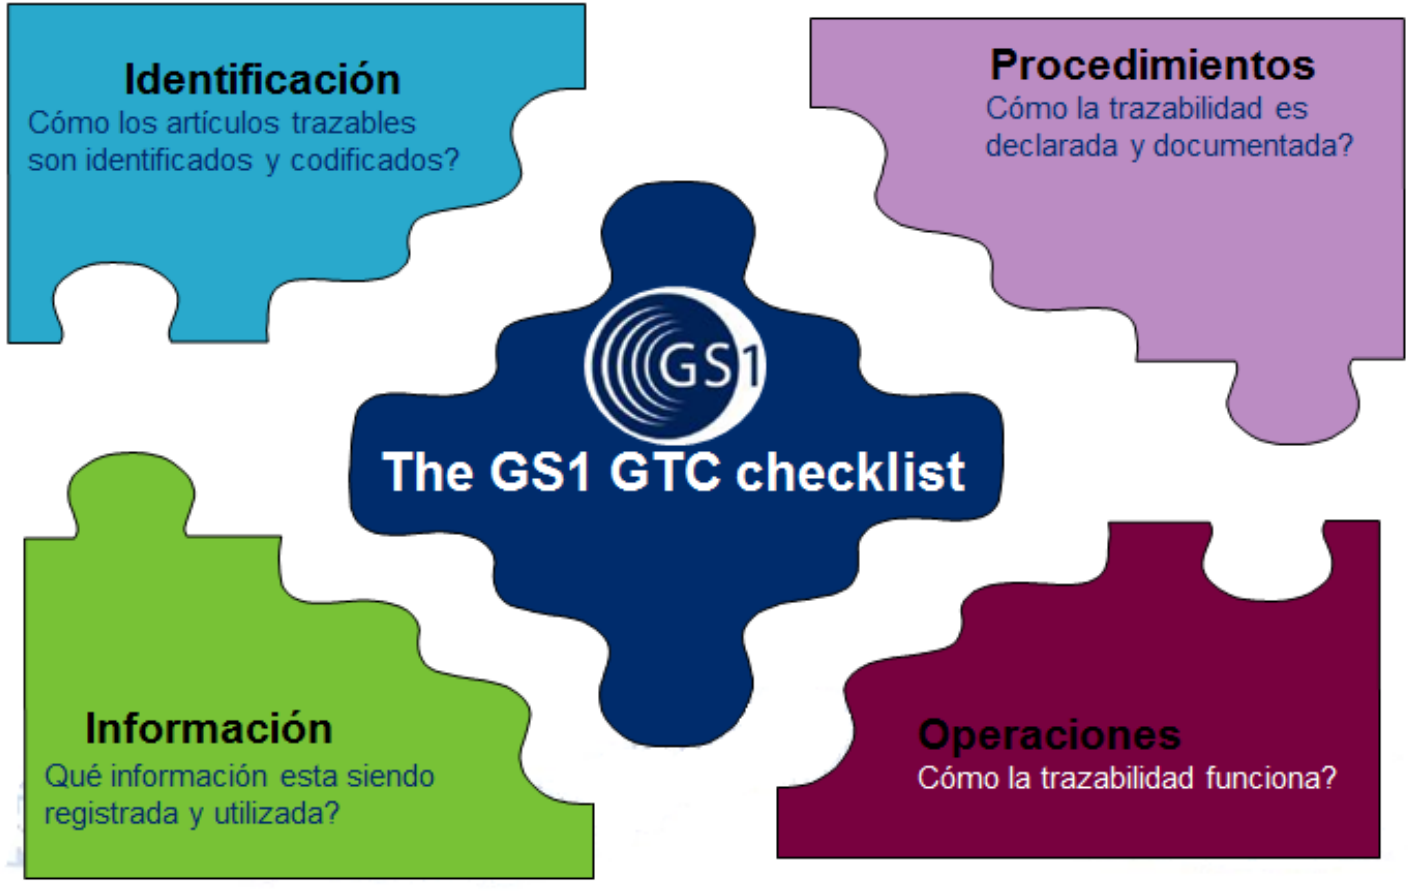 Identificación
Cómo los artículos trazables
son identificados y codificados?
Procedimientos
Cómo la trazabilidad es
declarada y documentada?
GS1
The GS1 GTC checklist
Información
Qué información esta siendo
registrada y utilizada?
Operaciones
Cómo la trazabilidad funciona?